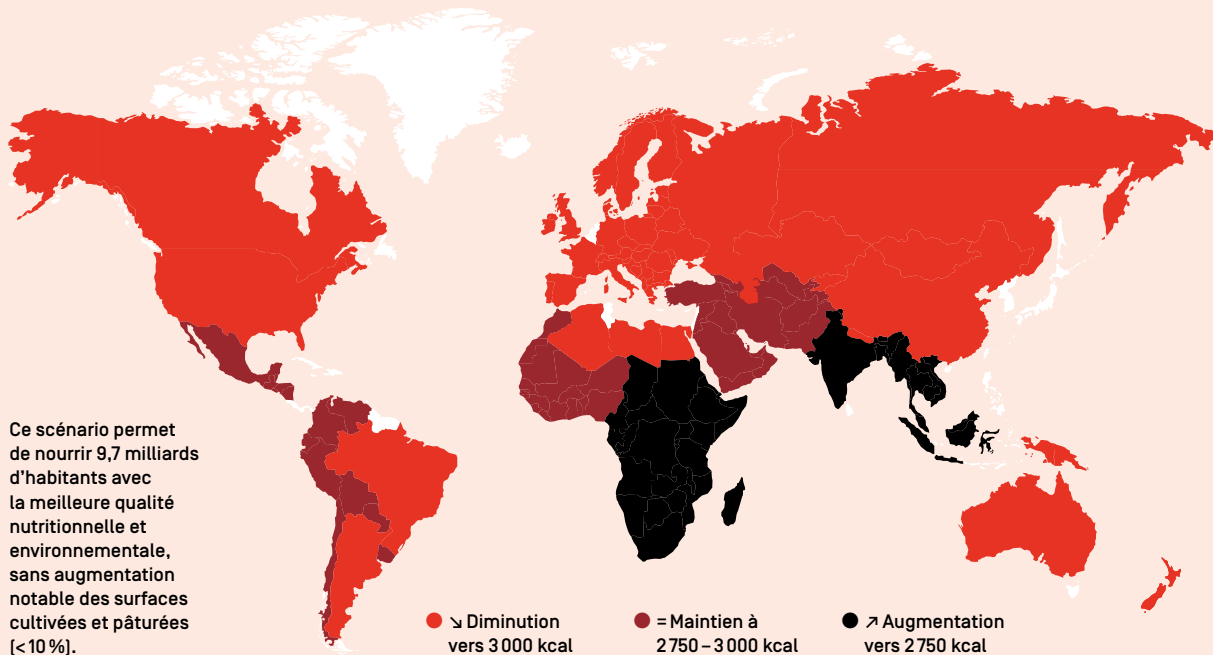 Ce scénario permet
de nourrir 9,7 milliards
d’habitants avec
la meilleure qualité
nutritionnelle et
environnementale,
sans augmentation
notable des surfaces
cultivées et pâturées
(<10 %).
↘ Diminution
vers 3 000 kcal
= Maintien à
2 750 – 3 000 kcal
↗ Augmentation
vers 2 750 kcal